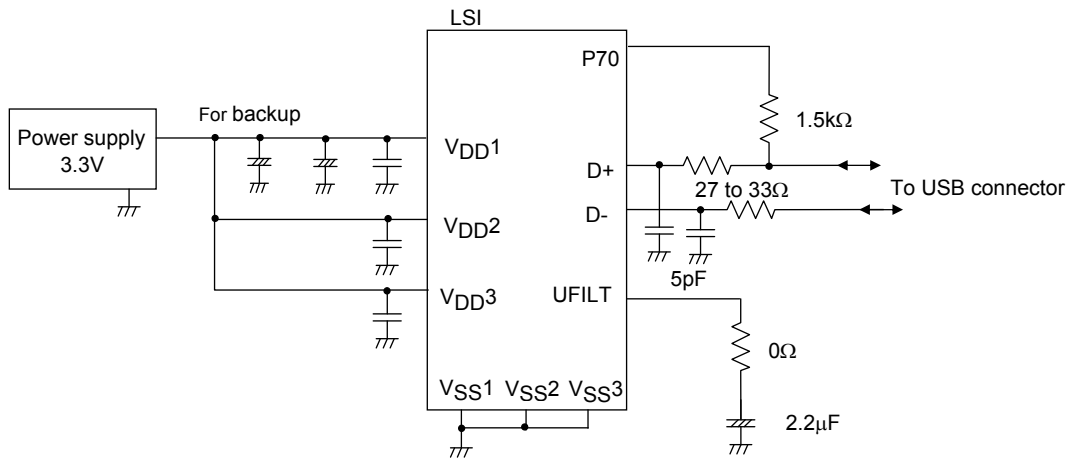 LSI
P70
For backup
Power supply
3.3V
VDD1
1.5kΩ
D+
27 to 33Ω
To USB connector
D-
VDD2
5pF
VDD3
UFILT
0Ω
VSS1 VSS2 VSS3
2.2μF